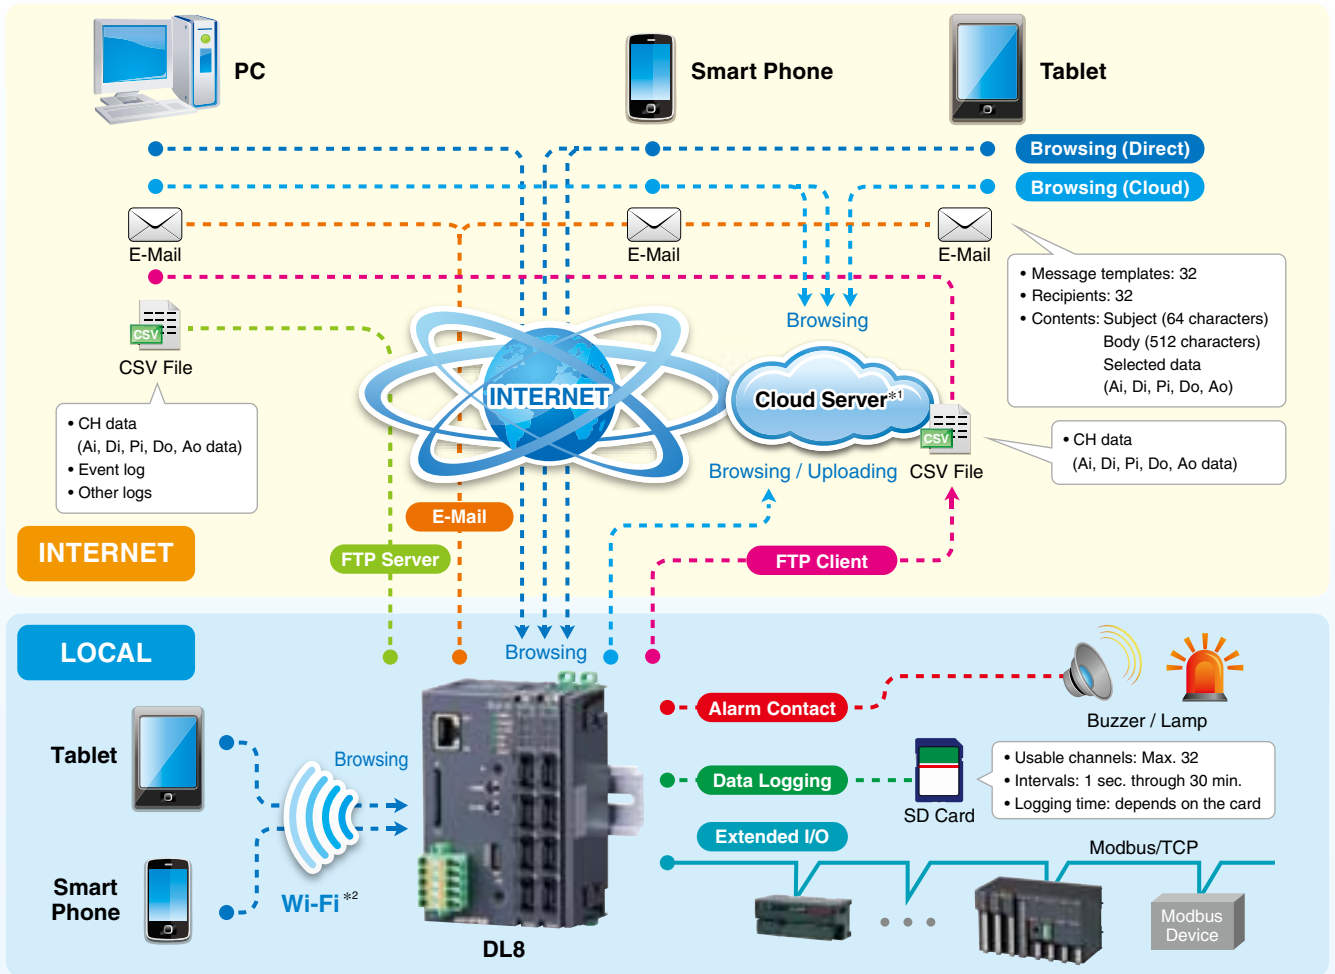 PC
Smart Phone
Tablet
Browsing (Direct)
Browsing (Cloud)
E-Mail
E-Mail
E-Mail
• Message templates: 32
• Recipients: 32
• Contents: Subject (64 characters)
Body (512 characters)
Selected data
(Ai, Di, Pi, Do, Ao)
CSV
CSV File
• CH data
(Ai, Di, Pi, Do, Ao data)
• Event log
• Other logs
INTERNET
Browsing
Cloud Server*1
CSV
CSV File
Browsing / Uploading
• CH data
(Ai, Di, Pi, Do, Ao data)
E-Mail
FTP Server
FTP Client
INTERNET
LOCAL
Browsing
Tablet
Browsing
Smart
Phone
Wi-Fi *2
DL8
Alarm Contact
Buzzer / Lamp
Data Logging
SD Card
• Usable channels: Max. 32
• Intervals: 1 sec. through 30 min.
• Logging time: depends on the card
Extended I/O
Modbus/TCP
Modbus
Device